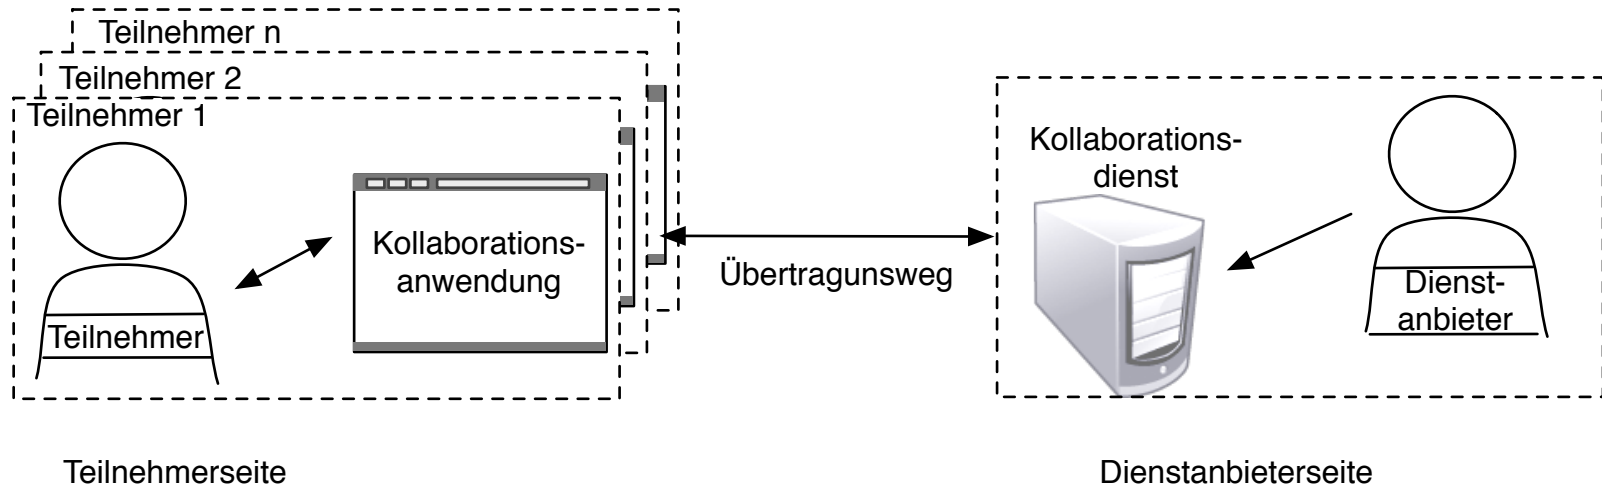 Teilnehmer n
Teilnehmer 2
Teilnehmer 1
Teilnehmer
Kollaborations-
anwendung
Übertragunsweg
Kollaborations-
dienst
Dienst-
anbieter
Teilnehmerseite
Dienstanbieterseite